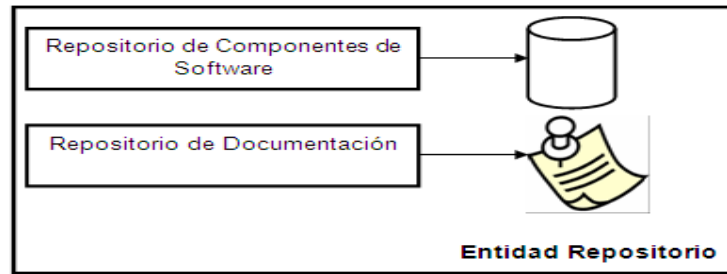 Repositorio de Componentes de
Software
Repositorio de Documentación
Entidad Repositorio